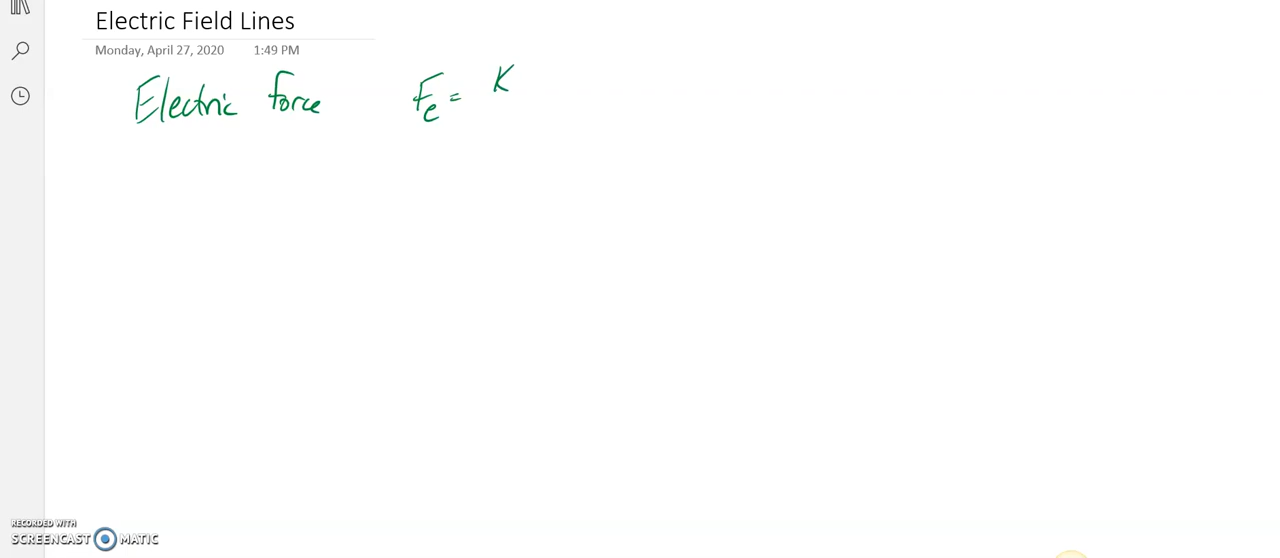 Electric Field Lines
Monday, April 27, 2020 1:49 PM
Electric force Fe = K
RECORDED WITH
SCREENCAST MATIC